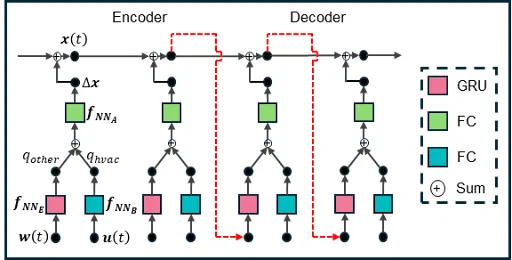 Encoder Decoder
x(t)
Δx
f_NN_A
q_other q_hvac
f_NN_E f_NN_B
w(t) u(t)
GRU
FC
FC
+ Sum